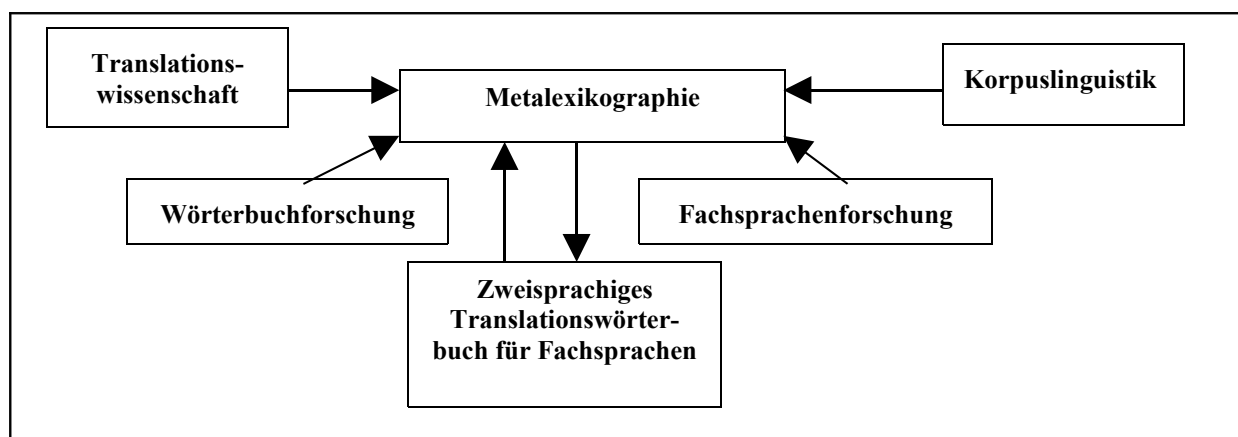 Translations-
wissenschaft
Metalexikographie
Korpuslinguistik
Wörterbuchforschung
Fachsprachenforschung
Zweisprachiges
Translationswörter-
buch für Fachsprachen